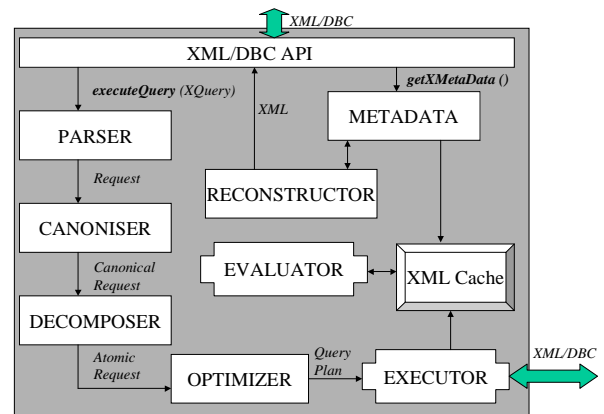 XML/DBC
XML/DBC API
executeQuery (XQuery)
getXMetaData ()
XML
PARSER
METADATA
Request
RECONSTRUCTOR
CANONISER
EVALUATOR
XML Cache
Canonical
Request
DECOMPOSER
Atomic
Request
OPTIMIZER
Query
Plan
EXECUTOR
XML/DBC